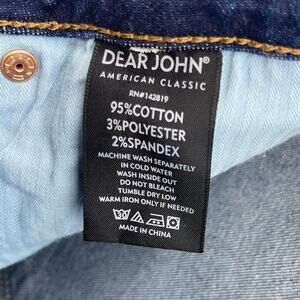 DEAR JOHN®
AMERICAN CLASSIC
RN#142819
95%COTTON
3%POLYESTER
2%SPANDEX
MACHINE WASH SEPARATELY
IN COLD WATER
WASH INSIDE OUT
DO NOT BLEACH
TUMBLE DRY LOW
WARM IRON ONLY IF NEEDED
MADE IN CHINA